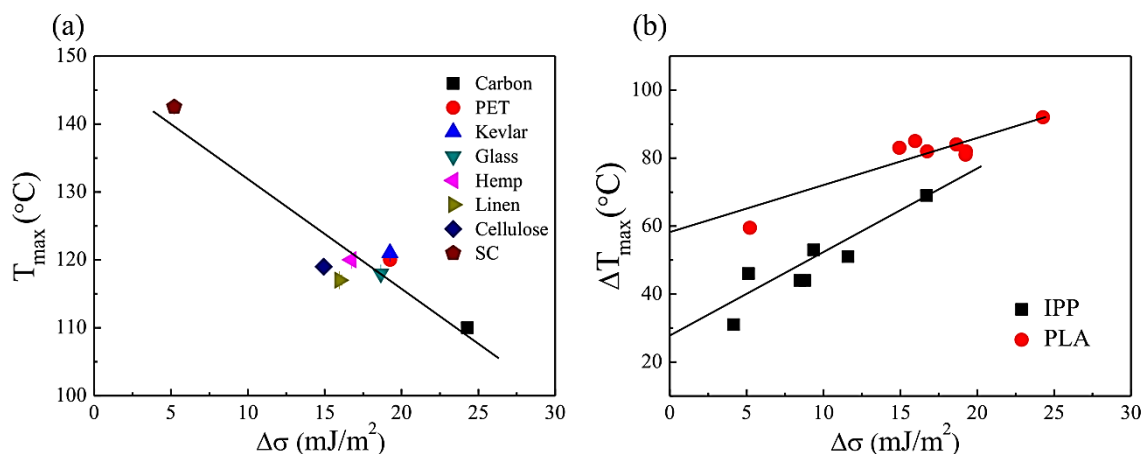 (a)
150
140
130
120
110
100
T_max (°C)
0 5 10 15 20 25 30
Δσ (mJ/m²)
Carbon
PET
Kevlar
Glass
Hemp
Linen
Cellulose
SC
(b)
100
80
60
40
20
ΔT_max (°C)
0 5 10 15 20 25 30
Δσ (mJ/m²)
IPP
PLA